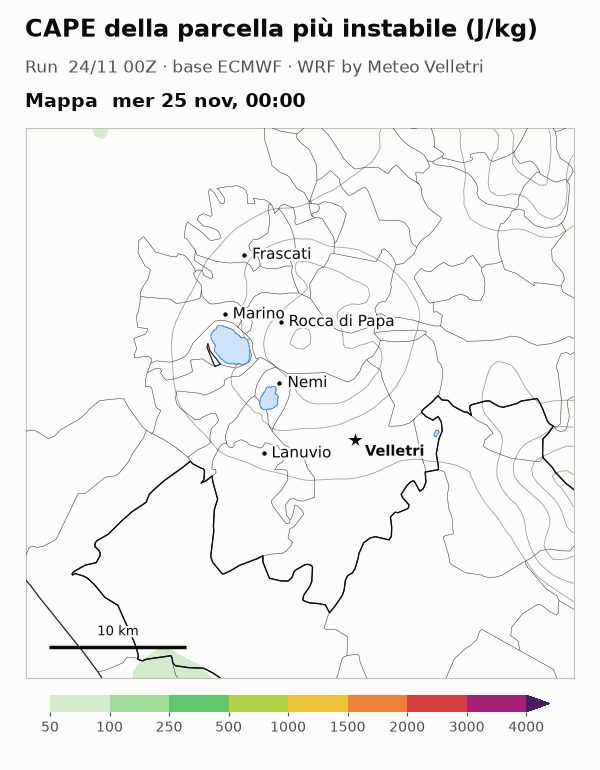 CAPE della parcella più instabile (J/kg)
Run  24/11 00Z · base ECMWF · WRF by Meteo Velletri
Mappa  mer 25 nov, 00:00
Frascati
Marino
Rocca di Papa
Nemi
Velletri
Lanuvio
10 km
50 100 250 500 1000 1500 2000 3000 4000